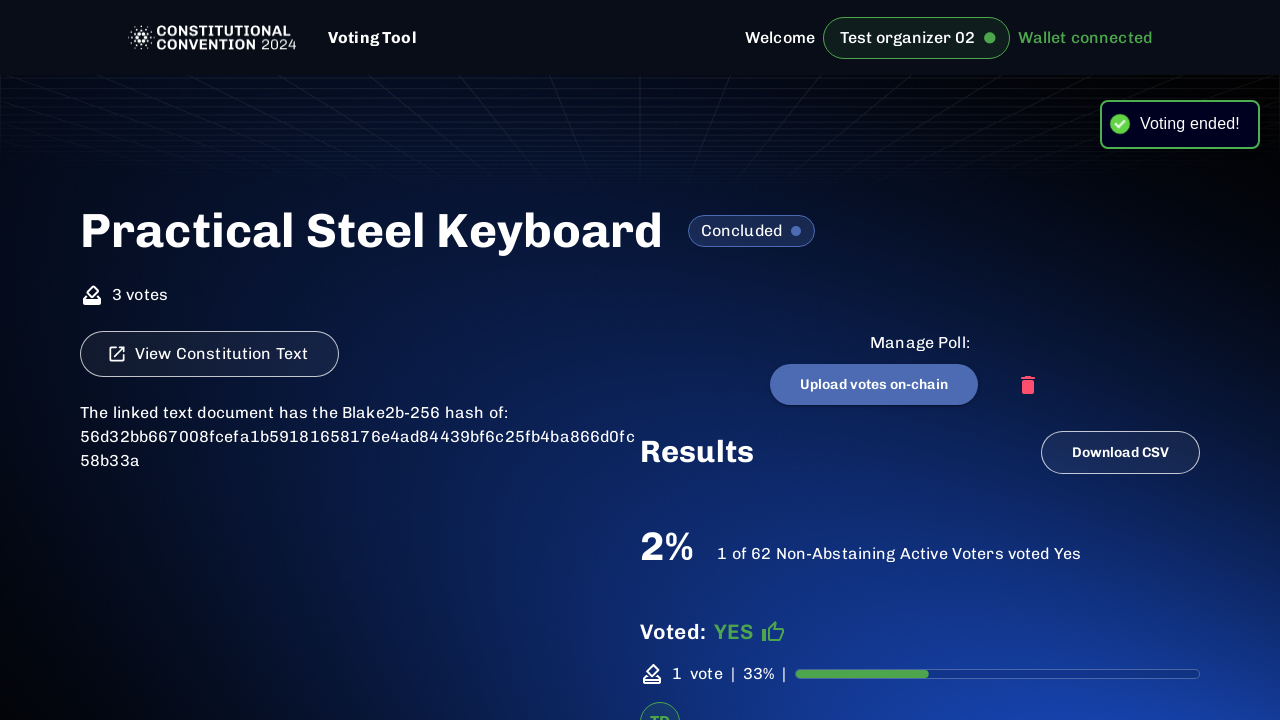 CONSTITUTIONAL
CONVENTION 2024
Voting Tool
Welcome
Test organizer 02
Wallet connected
Voting ended!
Practical Steel Keyboard
Concluded
3 votes
View Constitution Text
Manage Poll:
Upload votes on-chain
The linked text document has the Blake2b-256 hash of:
56d32bb667008fcefa1b59181658176e4ad84439bf6c25fb4ba866d0fc
58b33a
Results
Download CSV
2%
1 of 62 Non-Abstaining Active Voters voted Yes
Voted: YES
1 vote | 33% |